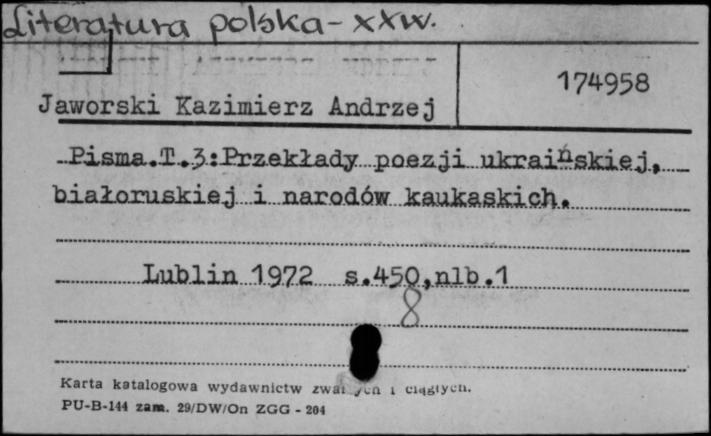 Literatura polska - XXw.
174958
Jaworski Kazimierz Andrzej
Pisma.T.3:Przekłady poezji ukraińskiej,
białoruskiej i narodów kaukaskich.
Lublin 1972 s.450,nlb.1
8
Karta katalogowa wydawnictw i ciągłych.
PU-B-144 zam. 29/DW/On ZGG - 204